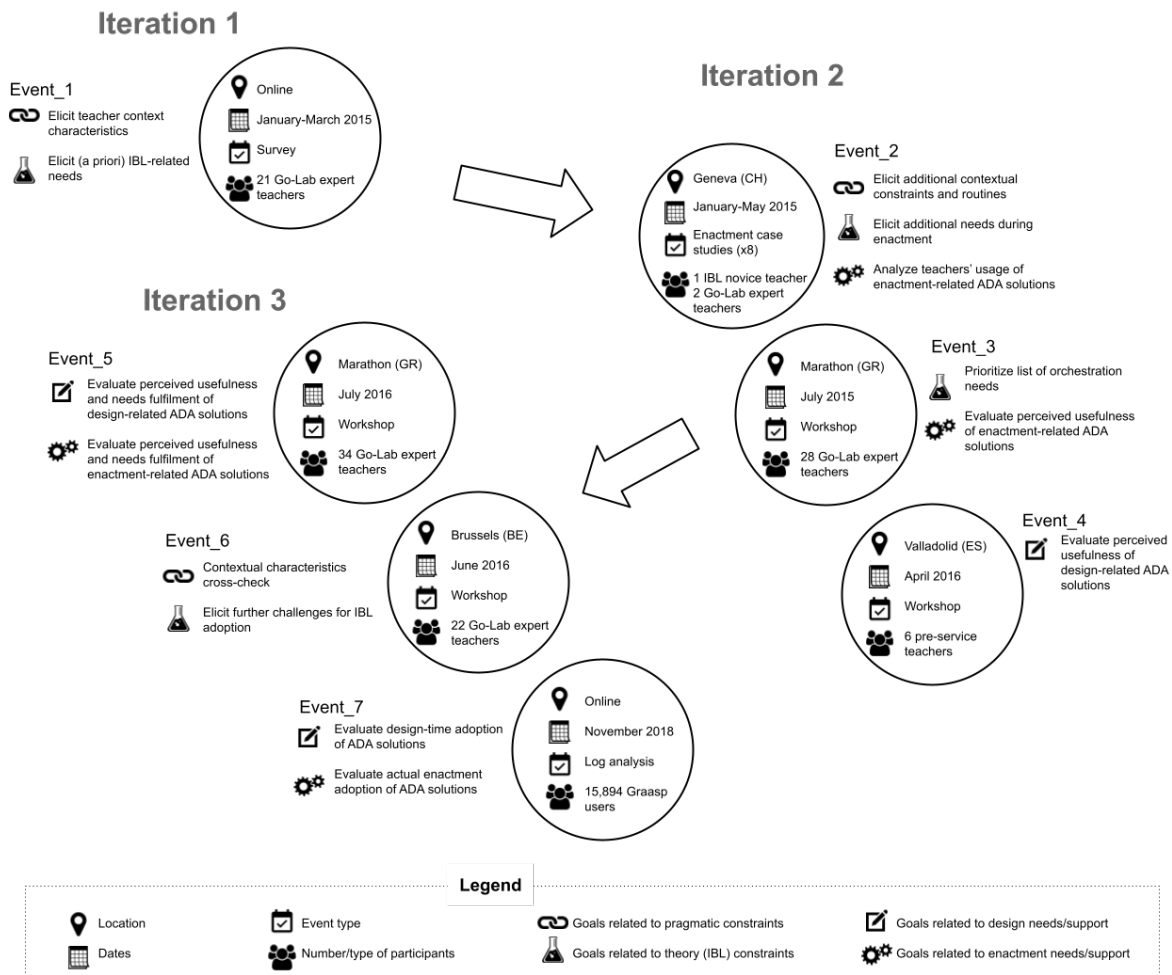 Iteration 1
Event_1
Elicit teacher context
characteristics
Elicit (a priori) IBL-related
needs
Online
January-March 2015
Survey
21 Go-Lab expert
teachers
Iteration 2
Geneva (CH)
January-May 2015
Enactment case
studies (x8)
1 IBL novice teacher
2 Go-Lab expert
teachers
Event_2
Elicit additional contextual
constraints and routines
Elicit additional needs during
enactment
Analyze teachers' usage of
enactment-related ADA solutions
Marathon (GR)
July 2015
Workshop
28 Go-Lab expert
teachers
Event_3
Prioritize list of orchestration
needs
Evaluate perceived usefulness
of enactment-related ADA
solutions
Valladolid (ES)
April 2016
Workshop
6 pre-service
teachers
Event_4
Evaluate perceived
usefulness of
design-related ADA
solutions
Iteration 3
Event_5
Evaluate perceived usefulness
and needs fulfilment of
design-related ADA solutions
Evaluate perceived usefulness
and needs fulfilment of
enactment-related ADA solutions
Marathon (GR)
July 2016
Workshop
34 Go-Lab expert
teachers
Event_6
Contextual characteristics
cross-check
Elicit further challenges for IBL
adoption
Brussels (BE)
June 2016
Workshop
22 Go-Lab expert
teachers
Event_7
Evaluate design-time adoption
of ADA solutions
Evaluate actual enactment
adoption of ADA solutions
Online
November 2018
Log analysis
15,894 Graasp
users
Legend
Location
Dates
Event type
Number/type of participants
Goals related to pragmatic constraints
Goals related to theory (IBL) constraints
Goals related to design needs/support
Goals related to enactment needs/support